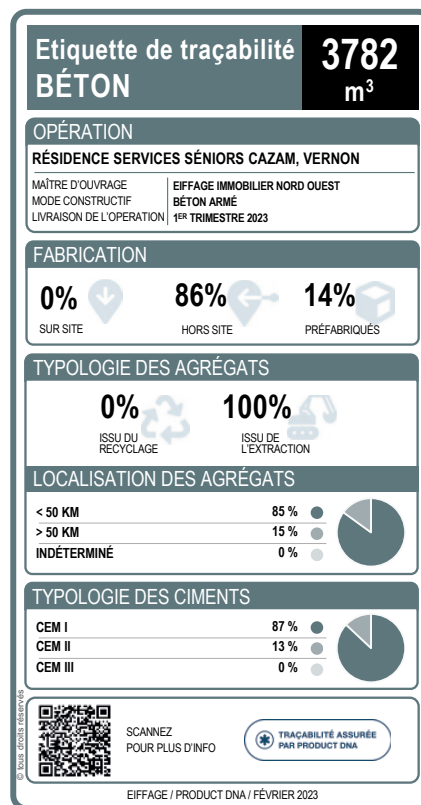 Etiquette de traçabilité
BÉTON
3782
m³
OPÉRATION
RÉSIDENCE SERVICES SÉNIORS CAZAM, VERNON
MAÎTRE D'OUVRAGE EIFFAGE IMMOBILIER NORD OUEST
MODE CONSTRUCTIF BÉTON ARMÉ
LIVRAISON DE L'OPERATION 1ER TRIMESTRE 2023
FABRICATION
0% 86% 14%
SUR SITE HORS SITE PRÉFABRIQUÉS
TYPOLOGIE DES AGRÉGATS
0% 100%
ISSU DU ISSU DE
RECYCLAGE L'EXTRACTION
LOCALISATION DES AGRÉGATS
< 50 KM 85 %
> 50 KM 15 %
INDÉTERMINÉ 0 %
TYPOLOGIE DES CIMENTS
CEM I 87 %
CEM II 13 %
CEM III 0 %
© tous droits réservés
SCANNEZ
POUR PLUS D'INFO
TRAÇABILITÉ ASSURÉE
PAR PRODUCT DNA
EIFFAGE / PRODUCT DNA / FÉVRIER 2023